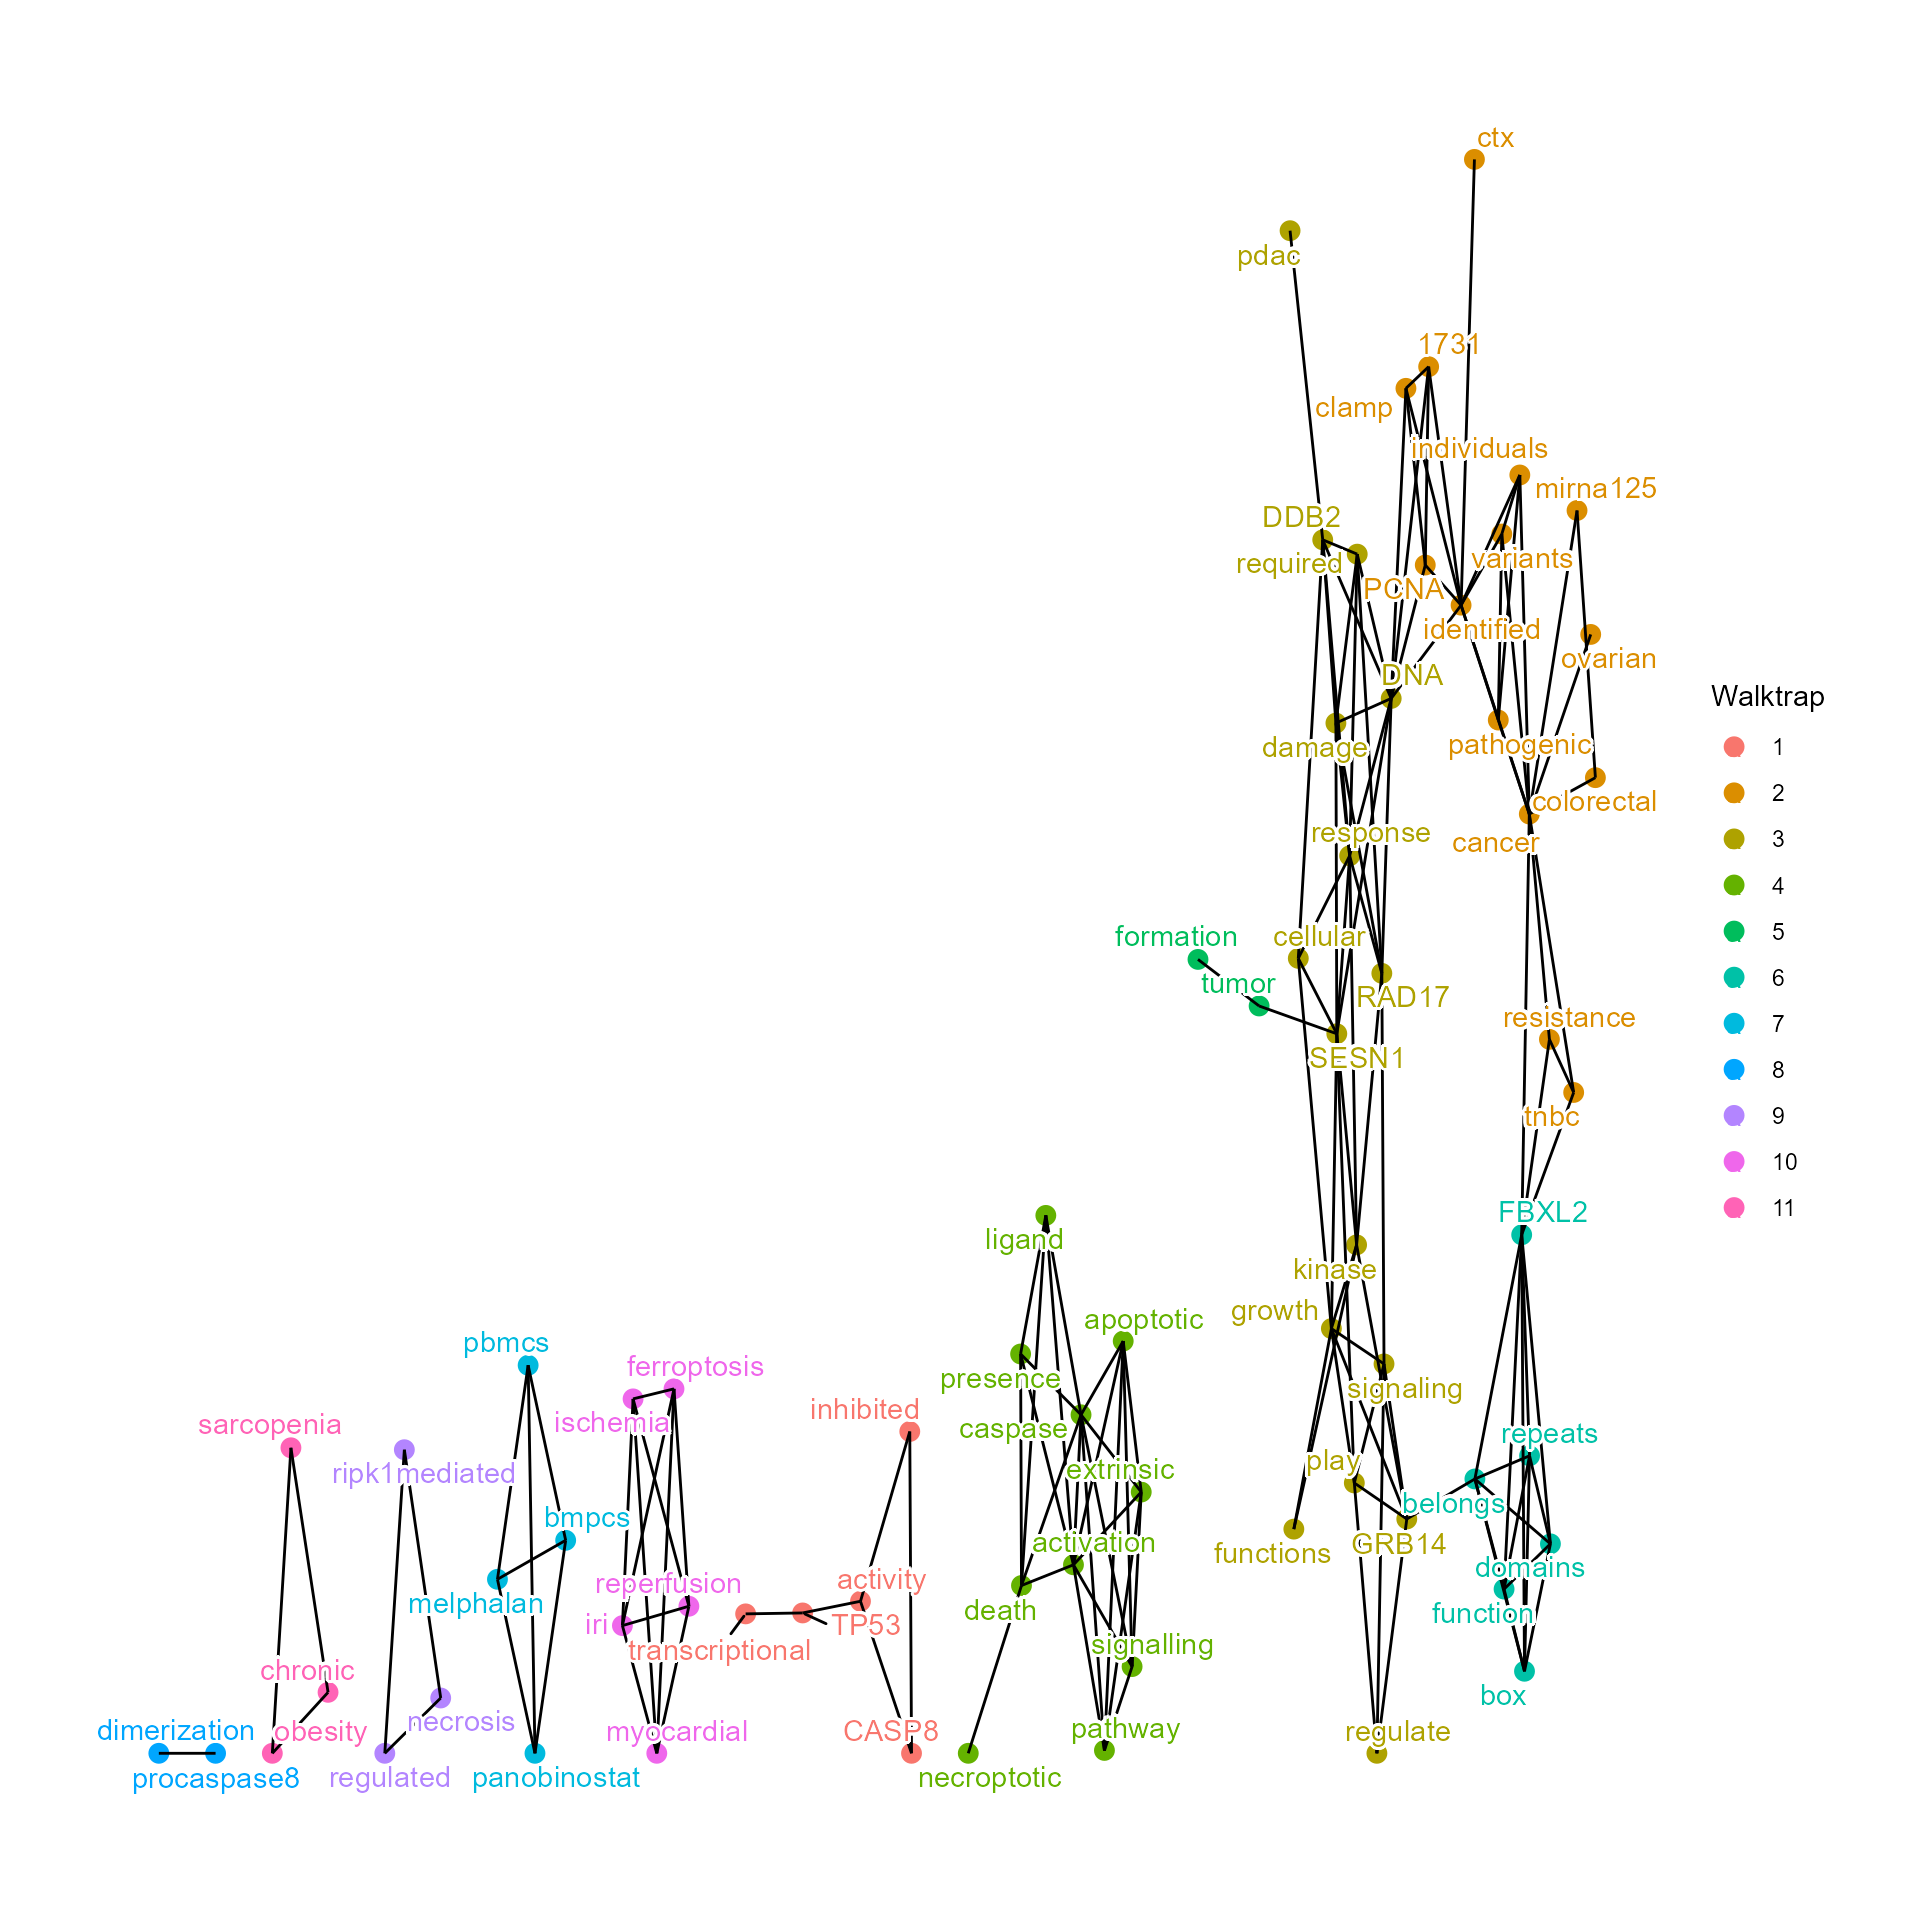 ctx
pdac
1731
clamp
individuals
mirna125
DDB2
required
variants
PCNA
identified
ovarian
DNA
damage
pathogenic
colorectal
response
cancer
formation
cellular
tumor
RAD17
resistance
SESN1
tnbc
FBXL2
ligand
kinase
growth
apoptotic
pbmcs
ferroptosis
presence
signaling
inhibited
ischemia
sarcopenia
caspase
repeats
ripk1mediated
extrinsic
play
belongs
bmpcs
activation
GRB14
functions
domains
activity
reperfusion
melphalan
death
function
iri
TP53
transcriptional
signalling
chronic
box
necrosis
dimerization
obesity
myocardial
CASP8
pathway
regulate
procaspase8
regulated
panobinostat
necroptotic
Walktrap
1
2
3
4
5
6
7
8
9
10
11